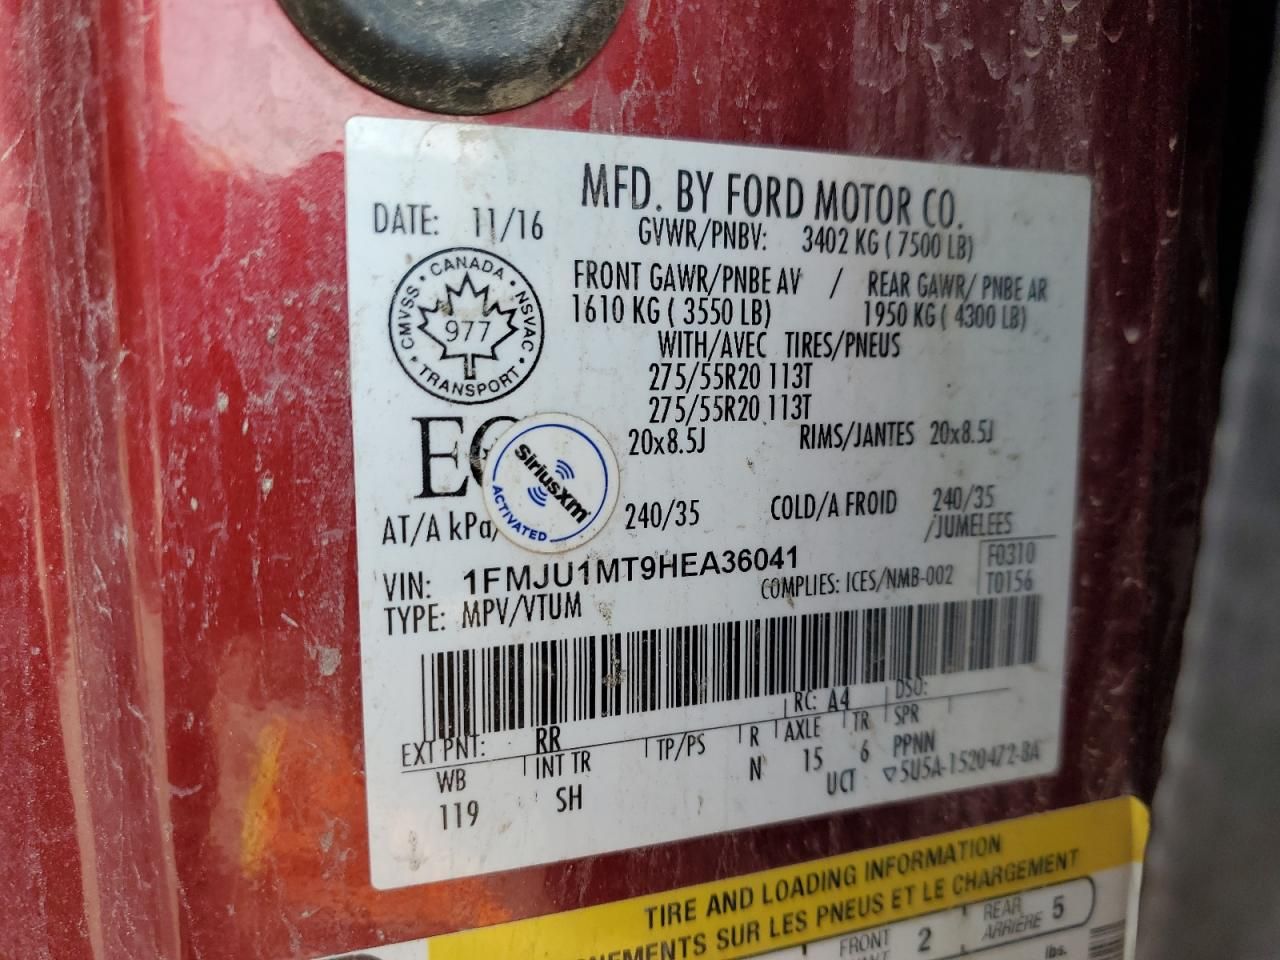 MFD. BY FORD MOTOR CO.
DATE: 11/16
GVWR/PNBV: 3402 KG ( 7500 LB)
CMVSS • CANADA • NSVAC • TRANSPORT •
977
FRONT GAWR/PNBE AV / REAR GAWR/ PNBE AR
1610 KG ( 3550 LB) 1950 KG ( 4300 LB)
WITH/AVEC TIRES/PNEUS
275/55R20 113T
275/55R20 113T
20x8.5J RIMS/JANTES 20x8.5J
SiriusXM
ACTIVATED
AT/A kPa/ 240/35 COLD/A FROID 240/35
/JUMELEES
VIN: 1FMJU1MT9HEA36041
F0310
TYPE: MPV/VTUM COMPLIES: ICES/NMB-002 T0156
RC: A4 DSO:
EXT PNT: RR
WB INT TR TP/PS R AXLE TR SPR
119 SH N 15 6 PPNN
UCT ▽5U5A-1520472-BA
TIRE AND LOADING INFORMATION
SUR LES PNEUS ET LE CHARGEMENT
FRONT 2 REAR 5
ARRIÈRE
lbs.